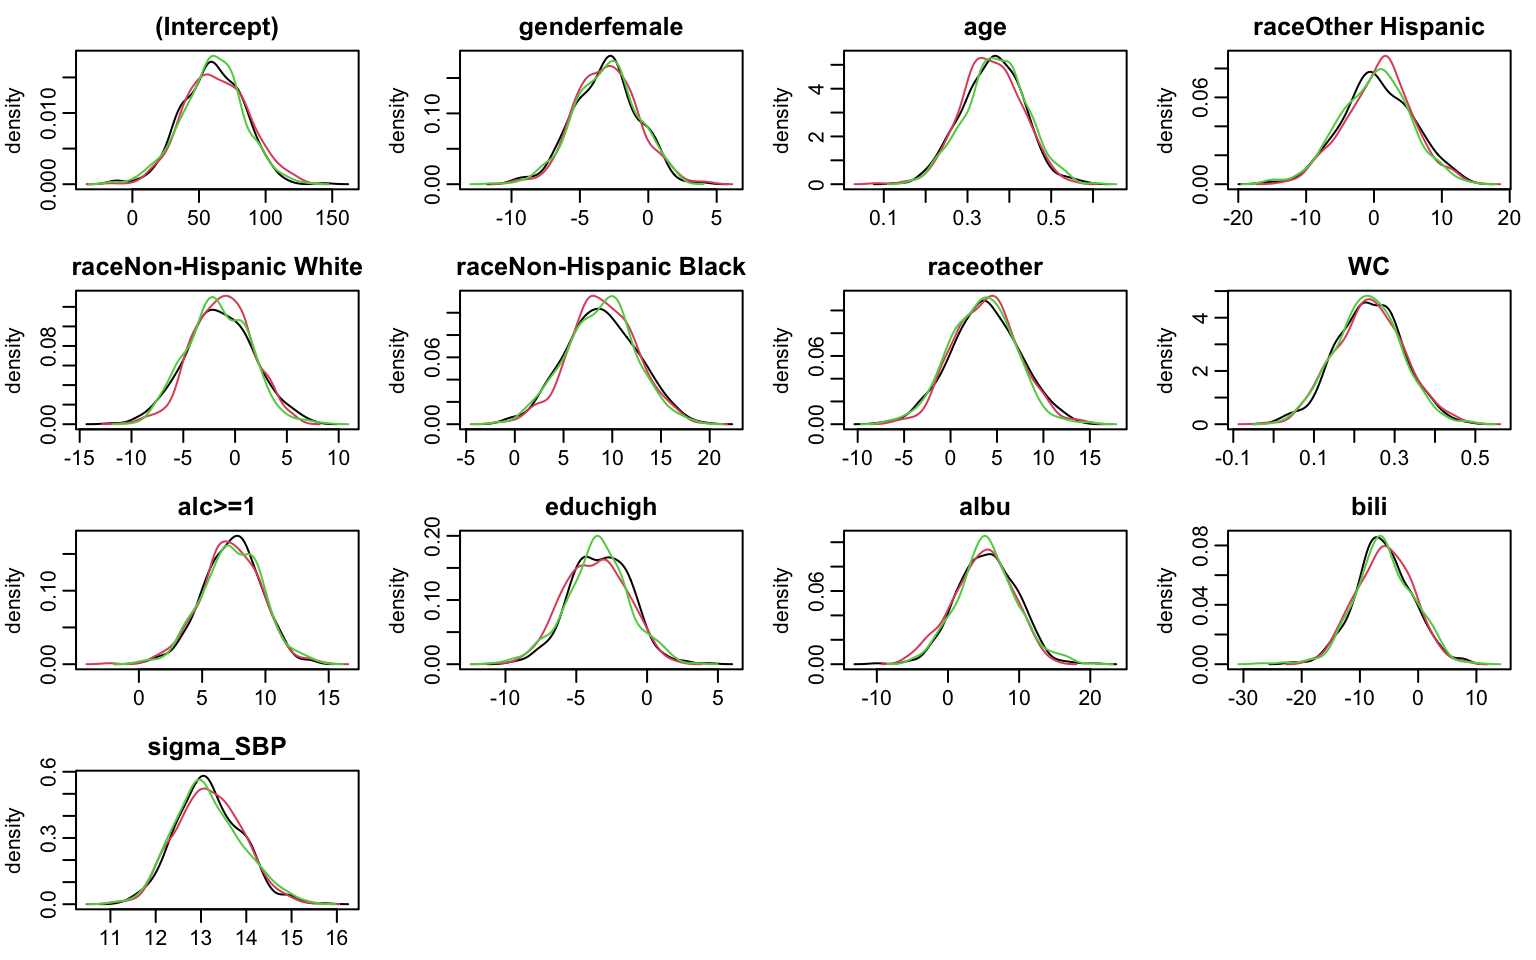 (Intercept)
genderfemale
age
raceOther Hispanic
density
0.000 0.010
0 50 100 150
density
0.00 0.10
-10 -5 0 5
density
0 2 4
0.1 0.3 0.5
density
0.00 0.06
-20 -10 0 10 20
raceNon-Hispanic White
raceNon-Hispanic Black
raceother
WC
density
0.00 0.08
-15 -10 -5 0 5 10
density
0.00 0.06
-5 0 5 10 15 20
density
0.00 0.06
-10 -5 0 5 10 15
density
0 2 4
-0.1 0.1 0.3 0.5
alc>=1
educhigh
albu
bili
density
0.00 0.10
0 5 10 15
density
0.00 0.10 0.20
-10 -5 0 5
density
0.00 0.06
-10 0 10 20
density
0.00 0.04 0.08
-30 -20 -10 0 10
sigma_SBP
density
0.0 0.3 0.6
11 12 13 14 15 16